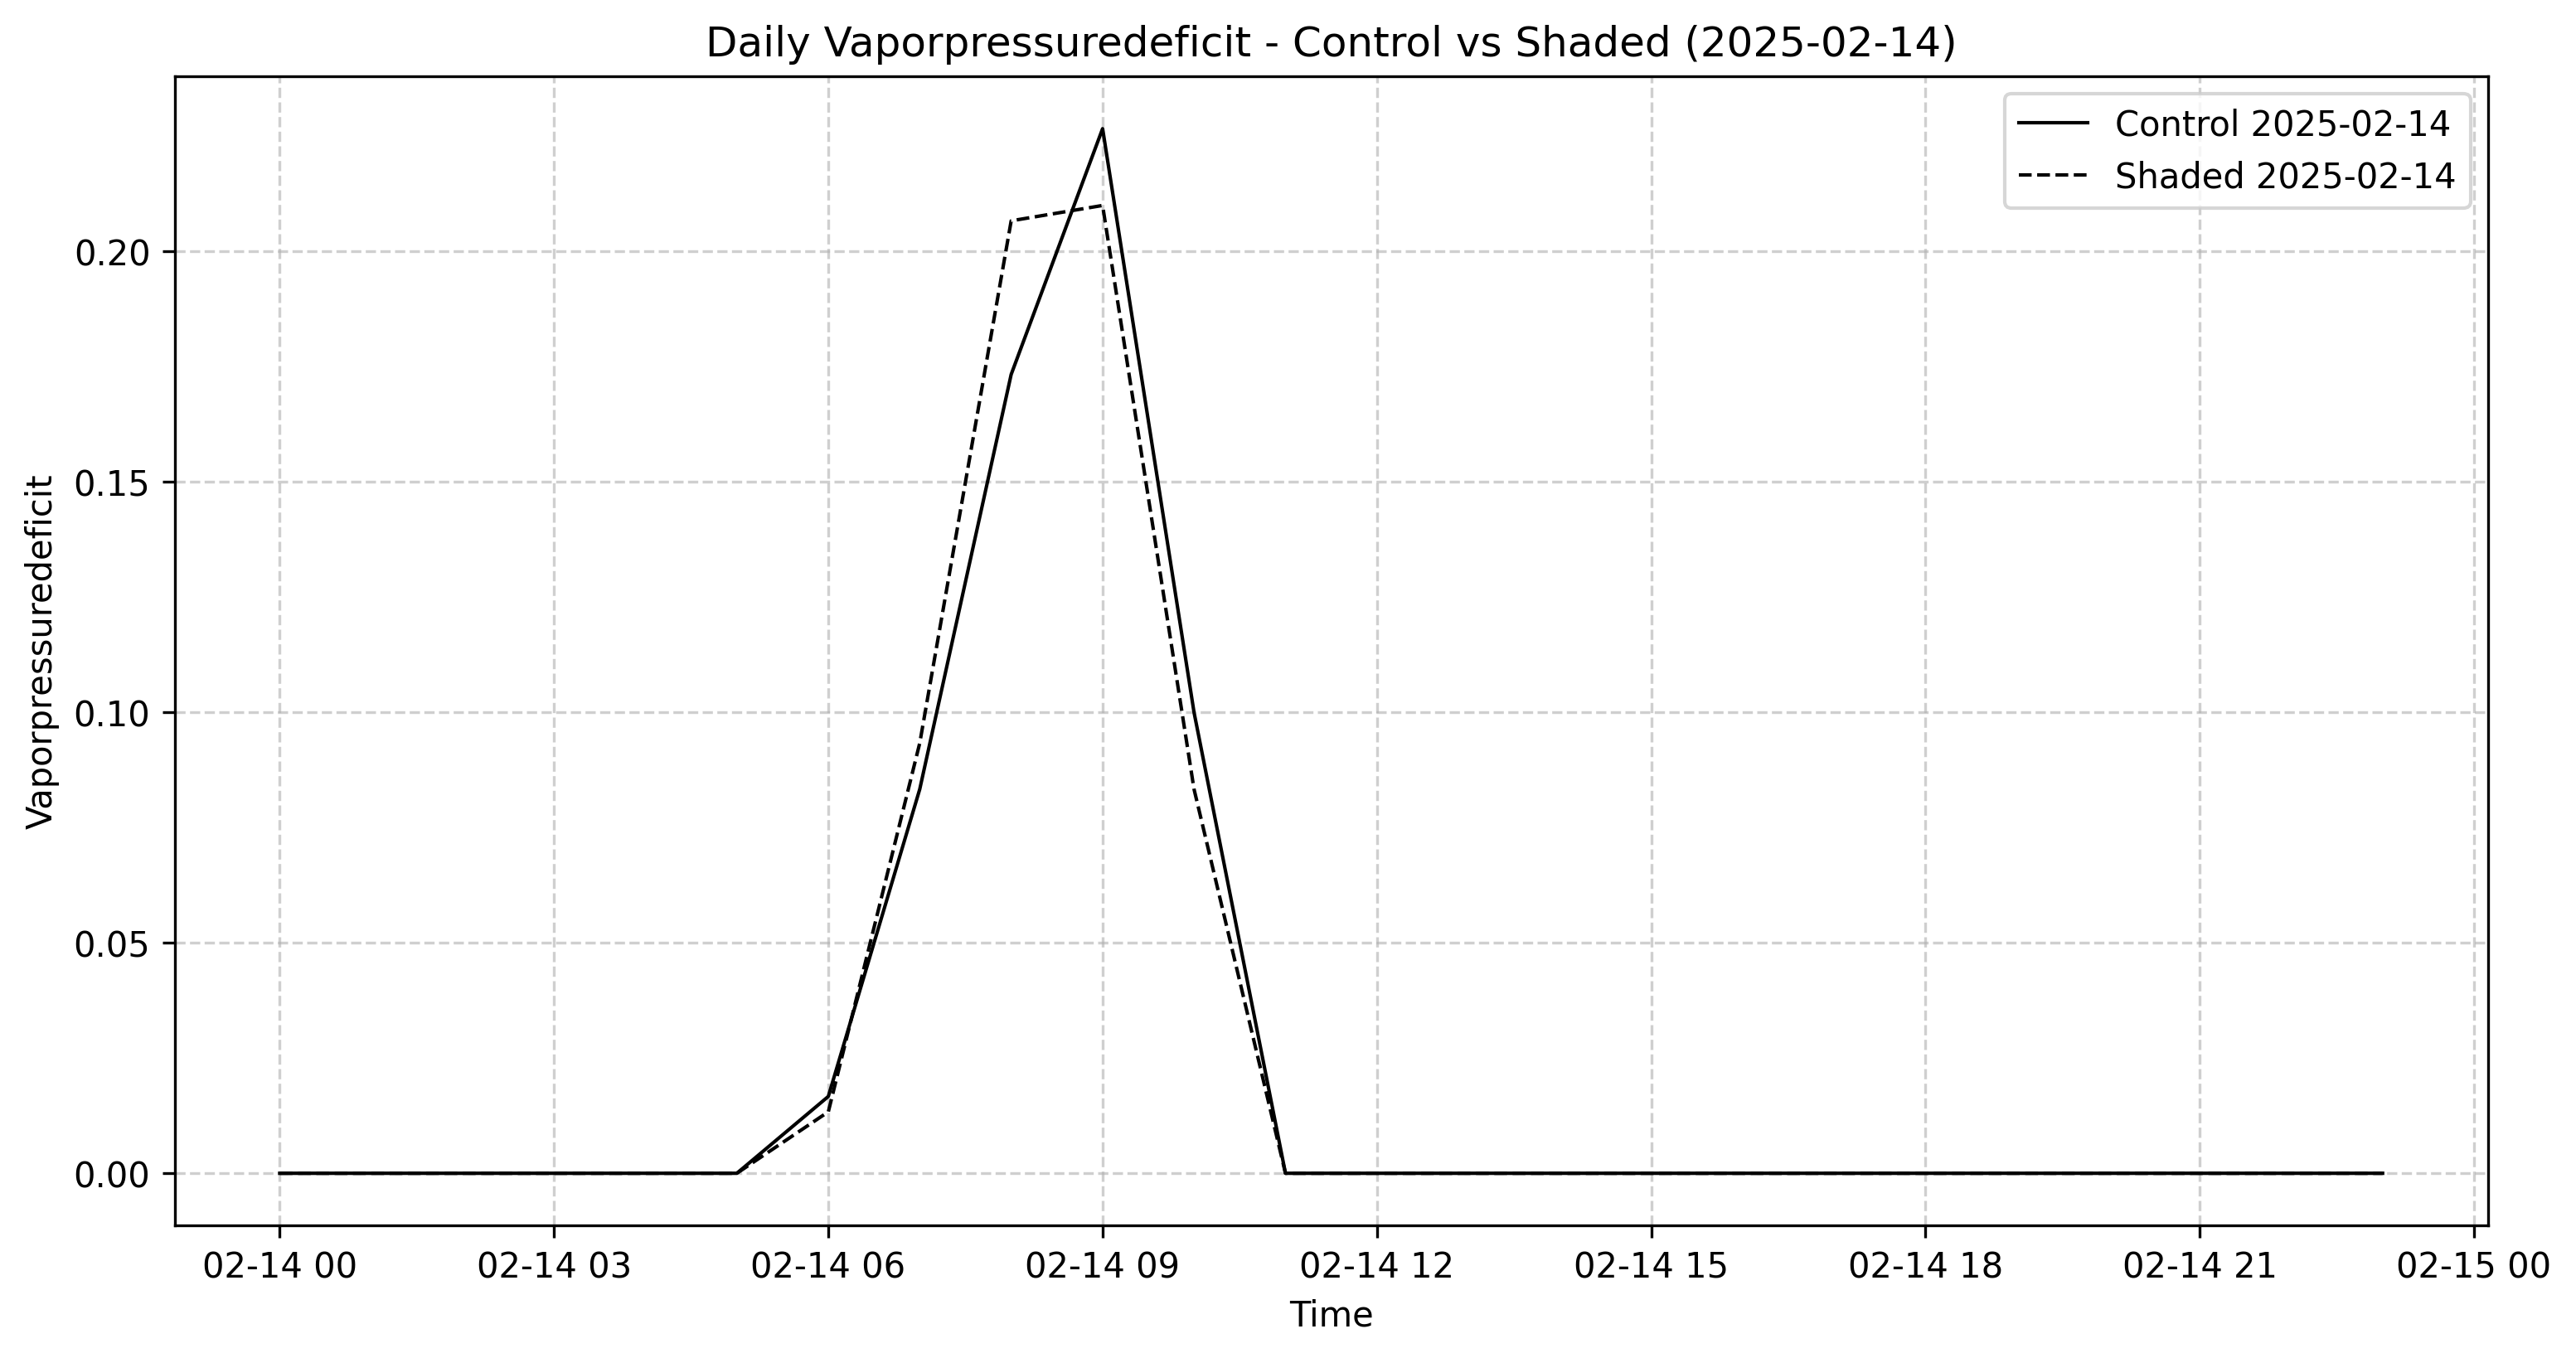 Daily Vaporpressuredeficit - Control vs Shaded (2025-02-14)
Control 2025-02-14
Shaded 2025-02-14
Vaporpressuredeficit
0.20
0.15
0.10
0.05
0.00
02-14 00 02-14 03 02-14 06 02-14 09 02-14 12 02-14 15 02-14 18 02-14 21 02-15 00
Time